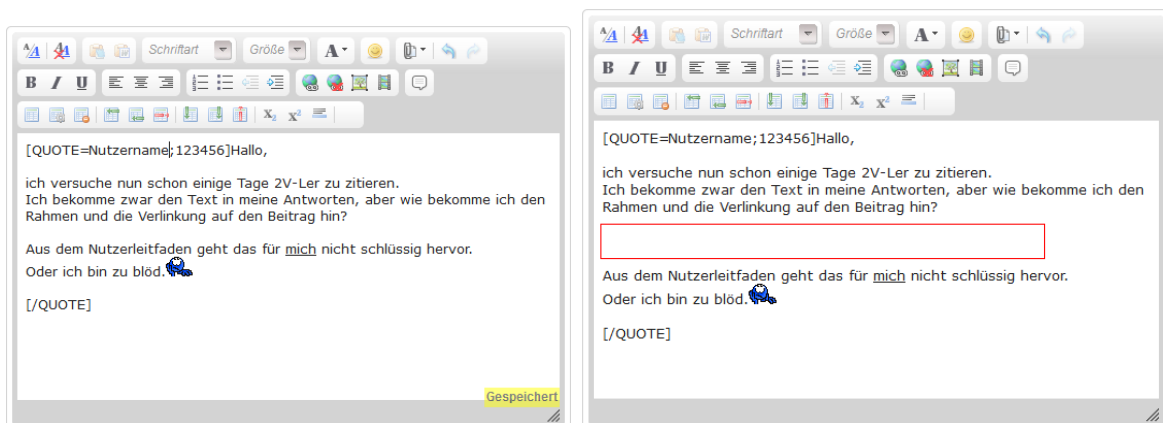 Schriftart Größe A
B I U
X₂ X²
[QUOTE=Nutzername;123456]Hallo,
ich versuche nun schon einige Tage 2V-Ler zu zitieren.
Ich bekomme zwar den Text in meine Antworten, aber wie bekomme ich den
Rahmen und die Verlinkung auf den Beitrag hin?
Aus dem Nutzerleitfaden geht das für mich nicht schlüssig hervor.
Oder ich bin zu blöd.
[/QUOTE]
Gespeichert
Schriftart Größe A
B I U
X₂ X²
[QUOTE=Nutzername;123456]Hallo,
ich versuche nun schon einige Tage 2V-Ler zu zitieren.
Ich bekomme zwar den Text in meine Antworten, aber wie bekomme ich den
Rahmen und die Verlinkung auf den Beitrag hin?
Aus dem Nutzerleitfaden geht das für mich nicht schlüssig hervor.
Oder ich bin zu blöd.
[/QUOTE]